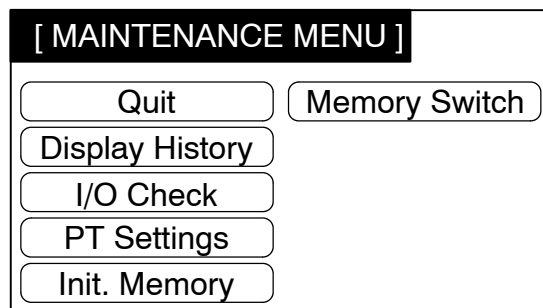 [ MAINTENANCE MENU ]
Quit
Memory Switch
Display History
I/O Check
PT Settings
Init. Memory